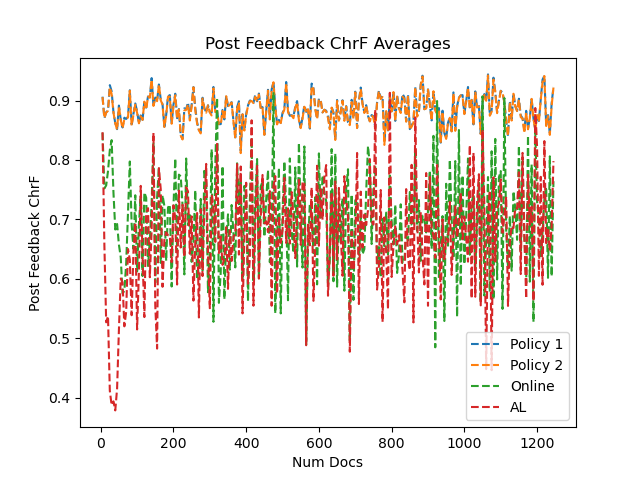 Post Feedback ChrF Averages
Post Feedback ChrF
0.9
0.8
0.7
0.6
0.5
0.4
0
200
400
600
800
1000
1200
Num Docs
Policy 1
Policy 2
Online
AL